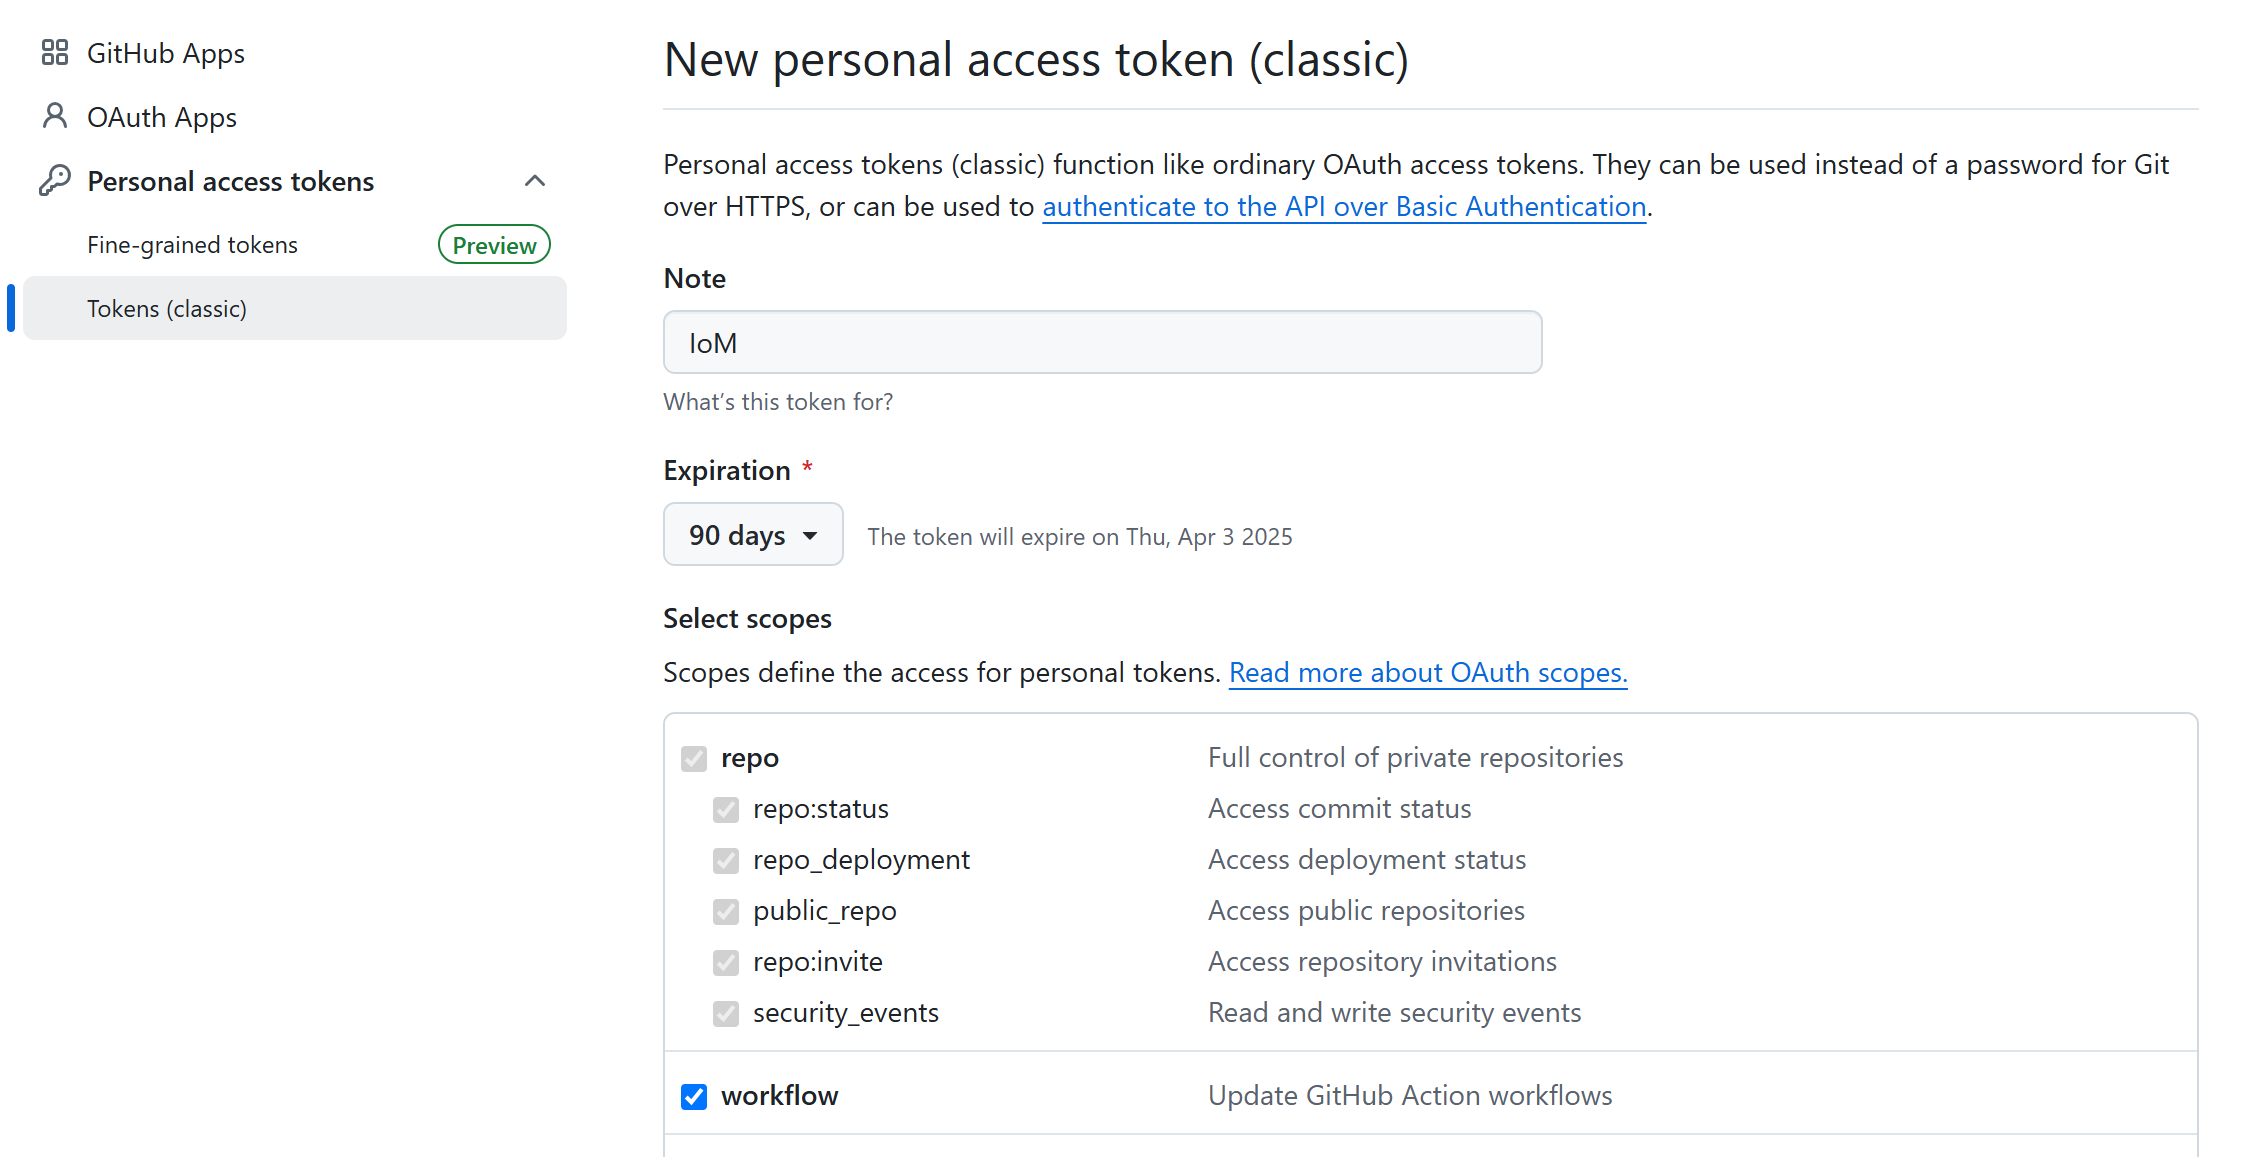 GitHub Apps
OAuth Apps
Personal access tokens
Fine-grained tokens
Preview
Tokens (classic)
New personal access token (classic)
Personal access tokens (classic) function like ordinary OAuth access tokens. They can be used instead of a password for Git
over HTTPS, or can be used to authenticate to the API over Basic Authentication.
Note
IoM
What's this token for?
Expiration *
90 days
The token will expire on Thu, Apr 3 2025
Select scopes
Scopes define the access for personal tokens. Read more about OAuth scopes.
repo Full control of private repositories
repo:status Access commit status
repo_deployment Access deployment status
public_repo Access public repositories
repo:invite Access repository invitations
security_events Read and write security events
workflow Update GitHub Action workflows